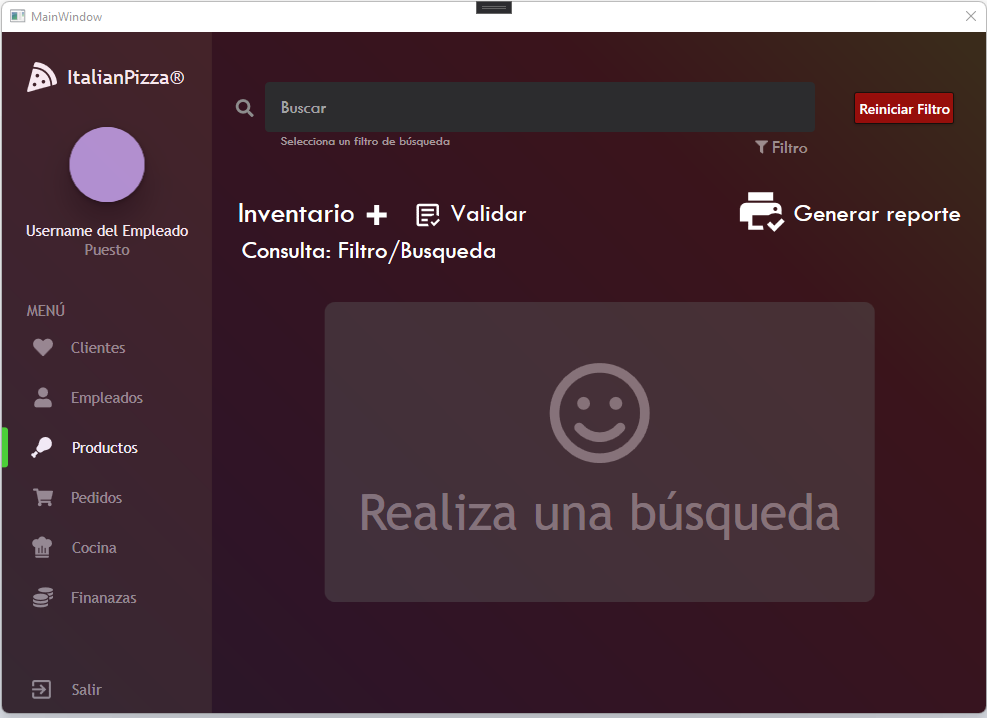 MainWindow
ItalianPizza®
Username del Empleado
Puesto
MENÚ
Clientes
Empleados
Productos
Pedidos
Cocina
Finanazas
Salir
Buscar
Reiniciar Filtro
Selecciona un filtro de búsqueda
Filtro
Inventario
Validar
Generar reporte
Consulta: Filtro/Busqueda
Realiza una búsqueda